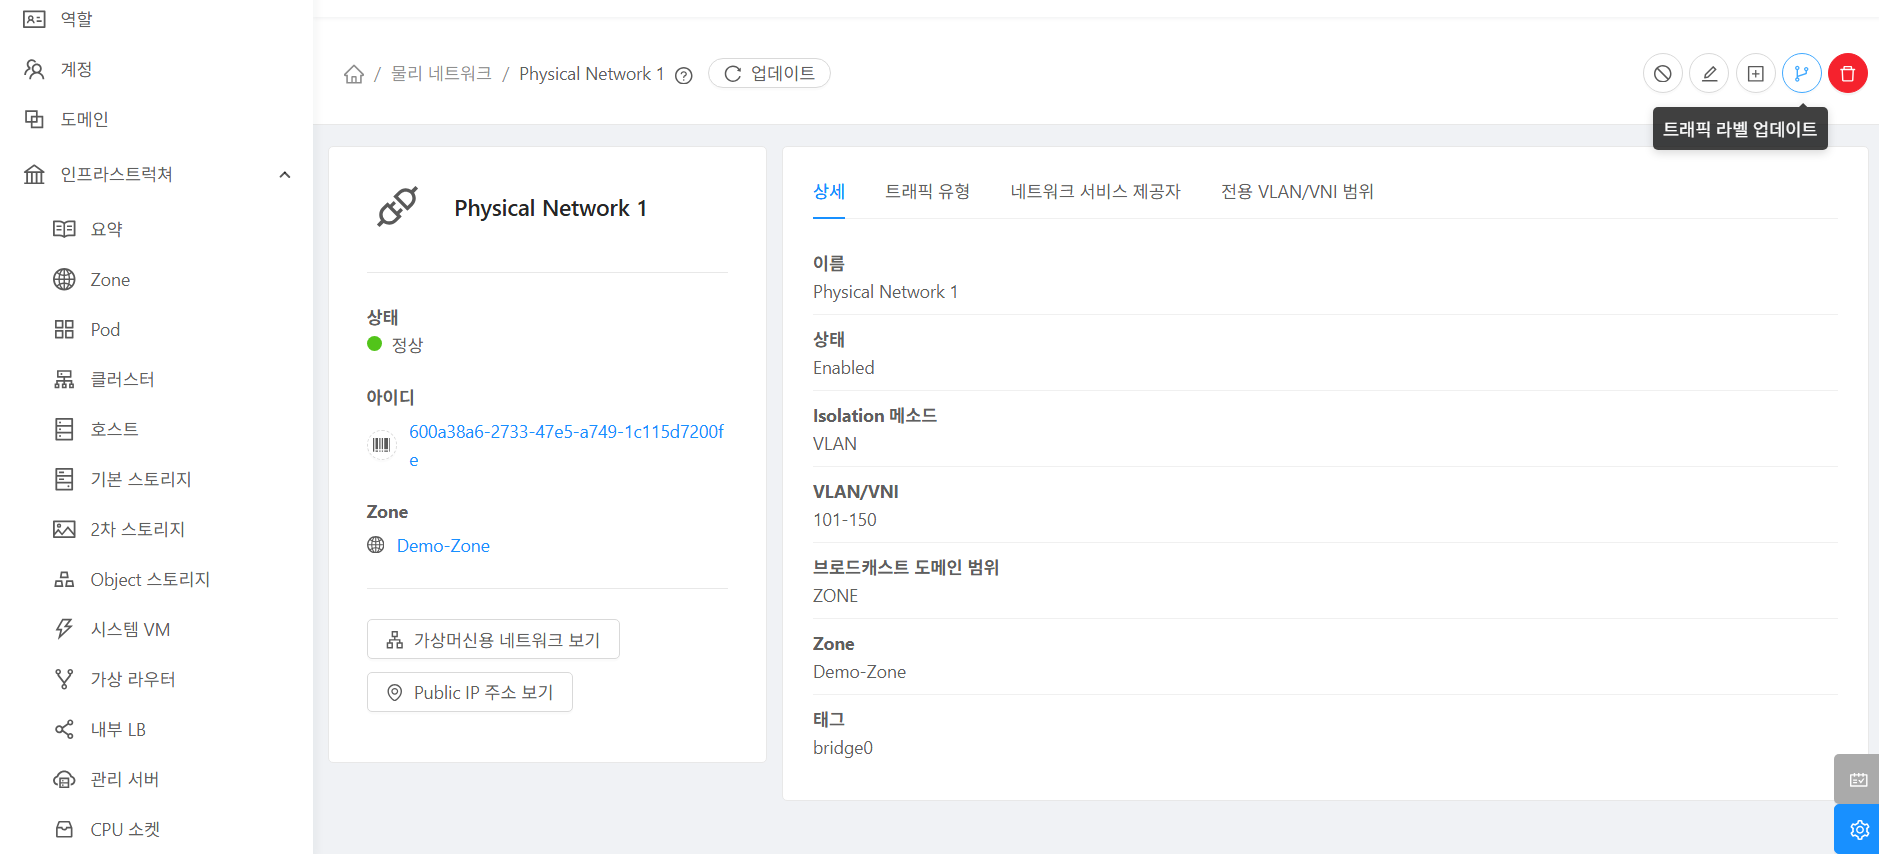 역할
계정
도메인
인프라스트럭쳐
요약
Zone
Pod
클러스터
호스트
기본 스토리지
2차 스토리지
Object 스토리지
시스템 VM
가상 라우터
내부 LB
관리 서버
CPU 소켓
/ 물리 네트워크 / Physical Network 1 업데이트
트래픽 라벨 업데이트
Physical Network 1
상태
정상
아이디
600a38a6-2733-47e5-a749-1c115d7200f
e
Zone
Demo-Zone
가상머신용 네트워크 보기
Public IP 주소 보기
상세 트래픽 유형 네트워크 서비스 제공자 전용 VLAN/VNI 범위
이름
Physical Network 1
상태
Enabled
Isolation 메소드
VLAN
VLAN/VNI
101-150
브로드캐스트 도메인 범위
ZONE
Zone
Demo-Zone
태그
bridge0